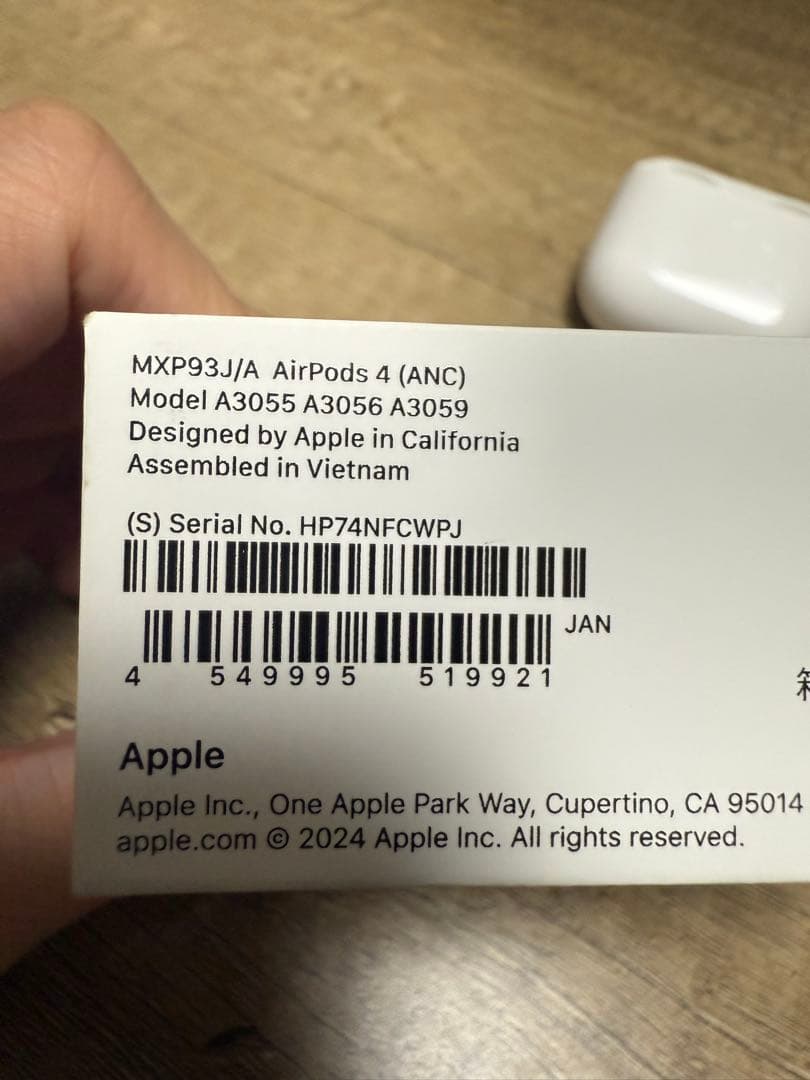 MXP93J/A AirPods 4 (ANC)
Model A3055 A3056 A3059
Designed by Apple in California
Assembled in Vietnam
(S) Serial No. HP74NFCWPJ
JAN
4 549995 519921
Apple
Apple Inc., One Apple Park Way, Cupertino, CA 95014
apple.com © 2024 Apple Inc. All rights reserved.